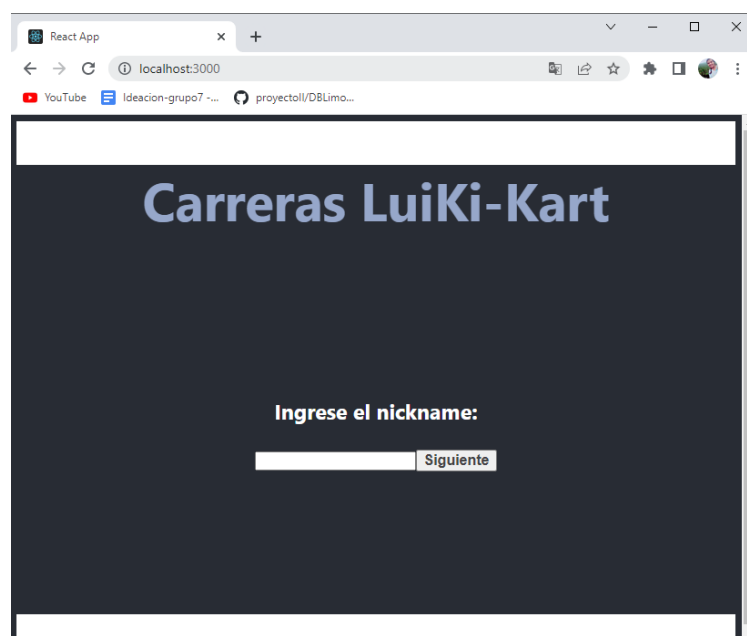 React App
localhost:3000
YouTube Ideacion-grupo7 -... proyectoII/DBLimo...
Carreras LuiKi-Kart
Ingrese el nickname:
Siguiente